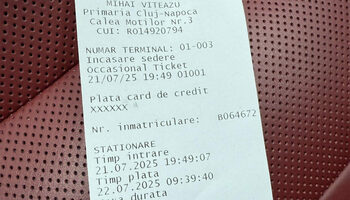 MIHAI VITEAZU
Primaria Cluj-Napoca
Calea Motilor Nr.3
CUI: RO14920794
NUMAR TERMINAL: 01-003
Incasare sedere
Occasional Ticket
21/07/25 19:49 01001
Plata card de credit
XXXXXX
Nr. inmatriculare: B064672
STATIONARE
Timp intrare
21.07.2025 19:49:07
Timp plata
22.07.2025 09:39:40
durata